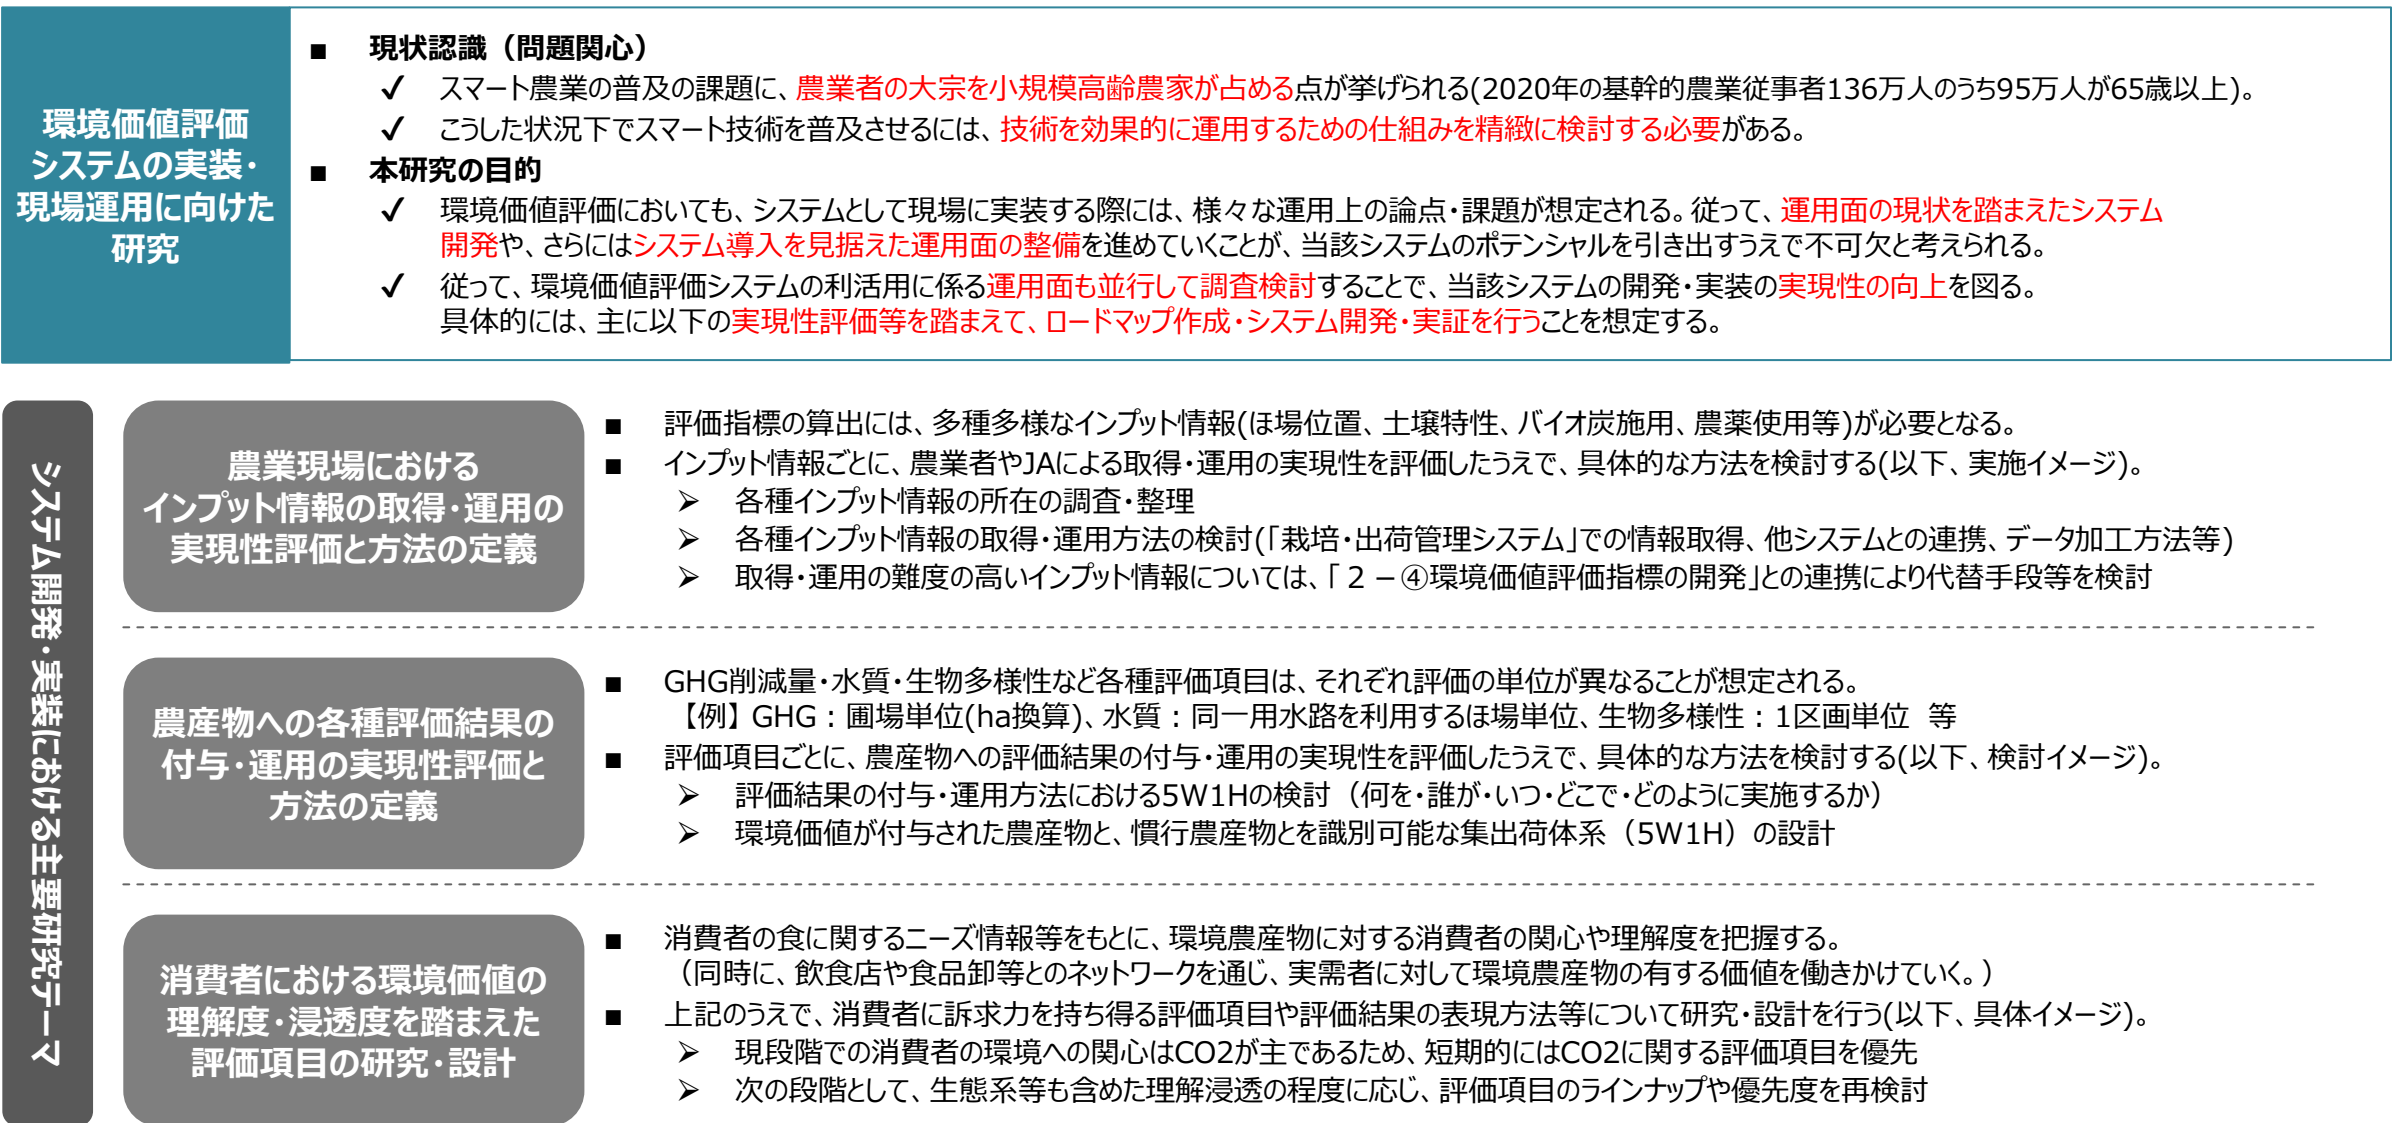 環境価値評価
システムの実装・
現場運用に向けた
研究
■ 現状認識（問題関心）
✓ スマート農業の普及の課題に、農業者の大宗を小規模高齢農家が占める点が挙げられる(2020年の基幹的農業従事者136万人のうち95万人が65歳以上)。
✓ こうした状況下でスマート技術を普及させるには、技術を効果的に運用するための仕組みを精緻に検討する必要がある。
■ 本研究の目的
✓ 環境価値評価においても、システムとして現場に実装する際には、様々な運用上の論点・課題が想定される。従って、運用面の現状を踏まえたシステム
開発や、さらにはシステム導入を見据えた運用面の整備を進めていくことが、当該システムのポテンシャルを引き出すうえで不可欠と考えられる。
✓ 従って、環境価値評価システムの利活用に係る運用面も並行して調査検討することで、当該システムの開発・実装の実現性の向上を図る。
具体的には、主に以下の実現性評価等を踏まえて、ロードマップ作成・システム開発・実証を行うことを想定する。
システム開発・実装における主要研究テーマ
農業現場における
インプット情報の取得・運用の
実現性評価と方法の定義
■ 評価指標の算出には、多種多様なインプット情報(ほ場位置、土壌特性、バイオ炭施用、農薬使用等)が必要となる。
■ インプット情報ごとに、農業者やJAによる取得・運用の実現性を評価したうえで、具体的な方法を検討する(以下、実施イメージ)。
➢ 各種インプット情報の所在の調査・整理
➢ 各種インプット情報の取得・運用方法の検討(「栽培・出荷管理システム」での情報取得、他システムとの連携、データ加工方法等)
➢ 取得・運用の難度の高いインプット情報については、「２－④環境価値評価指標の開発」との連携により代替手段等を検討
農産物への各種評価結果の
付与・運用の実現性評価と
方法の定義
■ GHG削減量・水質・生物多様性など各種評価項目は、それぞれ評価の単位が異なることが想定される。
【例】GHG：圃場単位(ha換算)、水質：同一用水路を利用するほ場単位、生物多様性：1区画単位 等
■ 評価項目ごとに、農産物への評価結果の付与・運用の実現性を評価したうえで、具体的な方法を検討する(以下、検討イメージ)。
➢ 評価結果の付与・運用方法における5W1Hの検討（何を・誰が・いつ・どこで・どのように実施するか）
➢ 環境価値が付与された農産物と、慣行農産物とを識別可能な集出荷体系（5W1H）の設計
消費者における環境価値の
理解度・浸透度を踏まえた
評価項目の研究・設計
■ 消費者の食に関するニーズ情報等をもとに、環境農産物に対する消費者の関心や理解度を把握する。
（同時に、飲食店や食品卸等とのネットワークを通じ、実需者に対して環境農産物の有する価値を働きかけていく。）
■ 上記のうえで、消費者に訴求力を持ち得る評価項目や評価結果の表現方法等について研究・設計を行う(以下、具体イメージ)。
➢ 現段階での消費者の環境への関心はCO2が主であるため、短期的にはCO2に関する評価項目を優先
➢ 次の段階として、生態系等も含めた理解浸透の程度に応じ、評価項目のラインナップや優先度を再検討